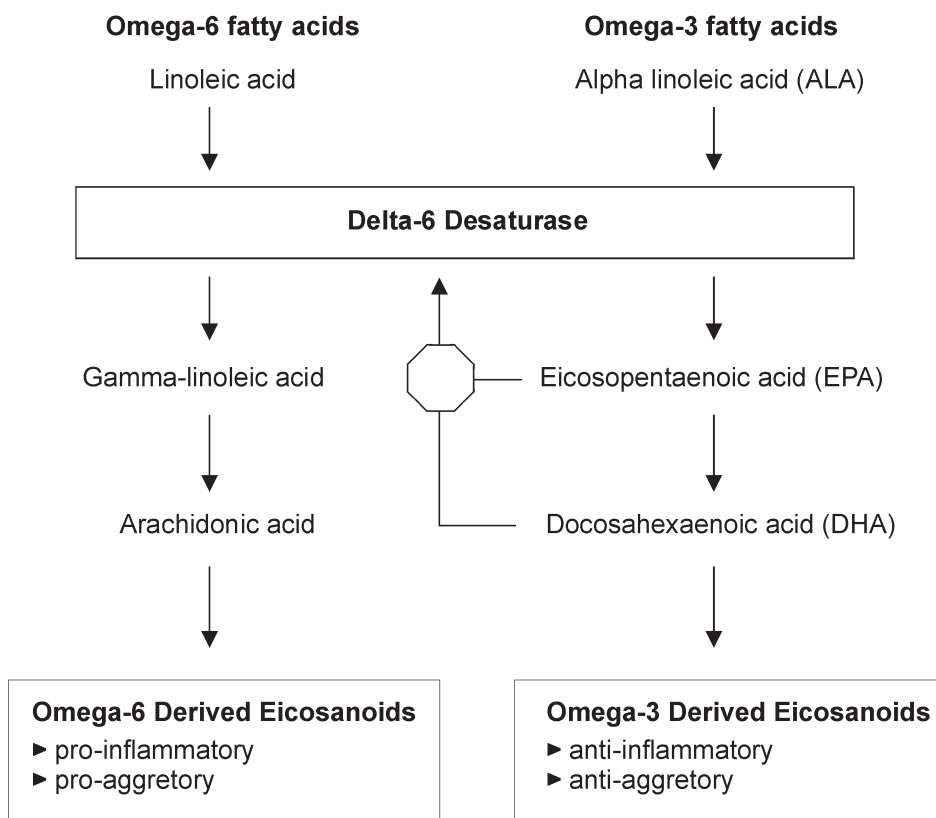 Omega-6 fatty acids
Omega-3 fatty acids
Linoleic acid
Alpha linoleic acid (ALA)
Delta-6 Desaturase
Gamma-linoleic acid
Eicosopentaenoic acid (EPA)
Arachidonic acid
Docosahexaenoic acid (DHA)
Omega-6 Derived Eicosanoids
► pro-inflammatory
► pro-aggretory
Omega-3 Derived Eicosanoids
► anti-inflammatory
► anti-aggretory